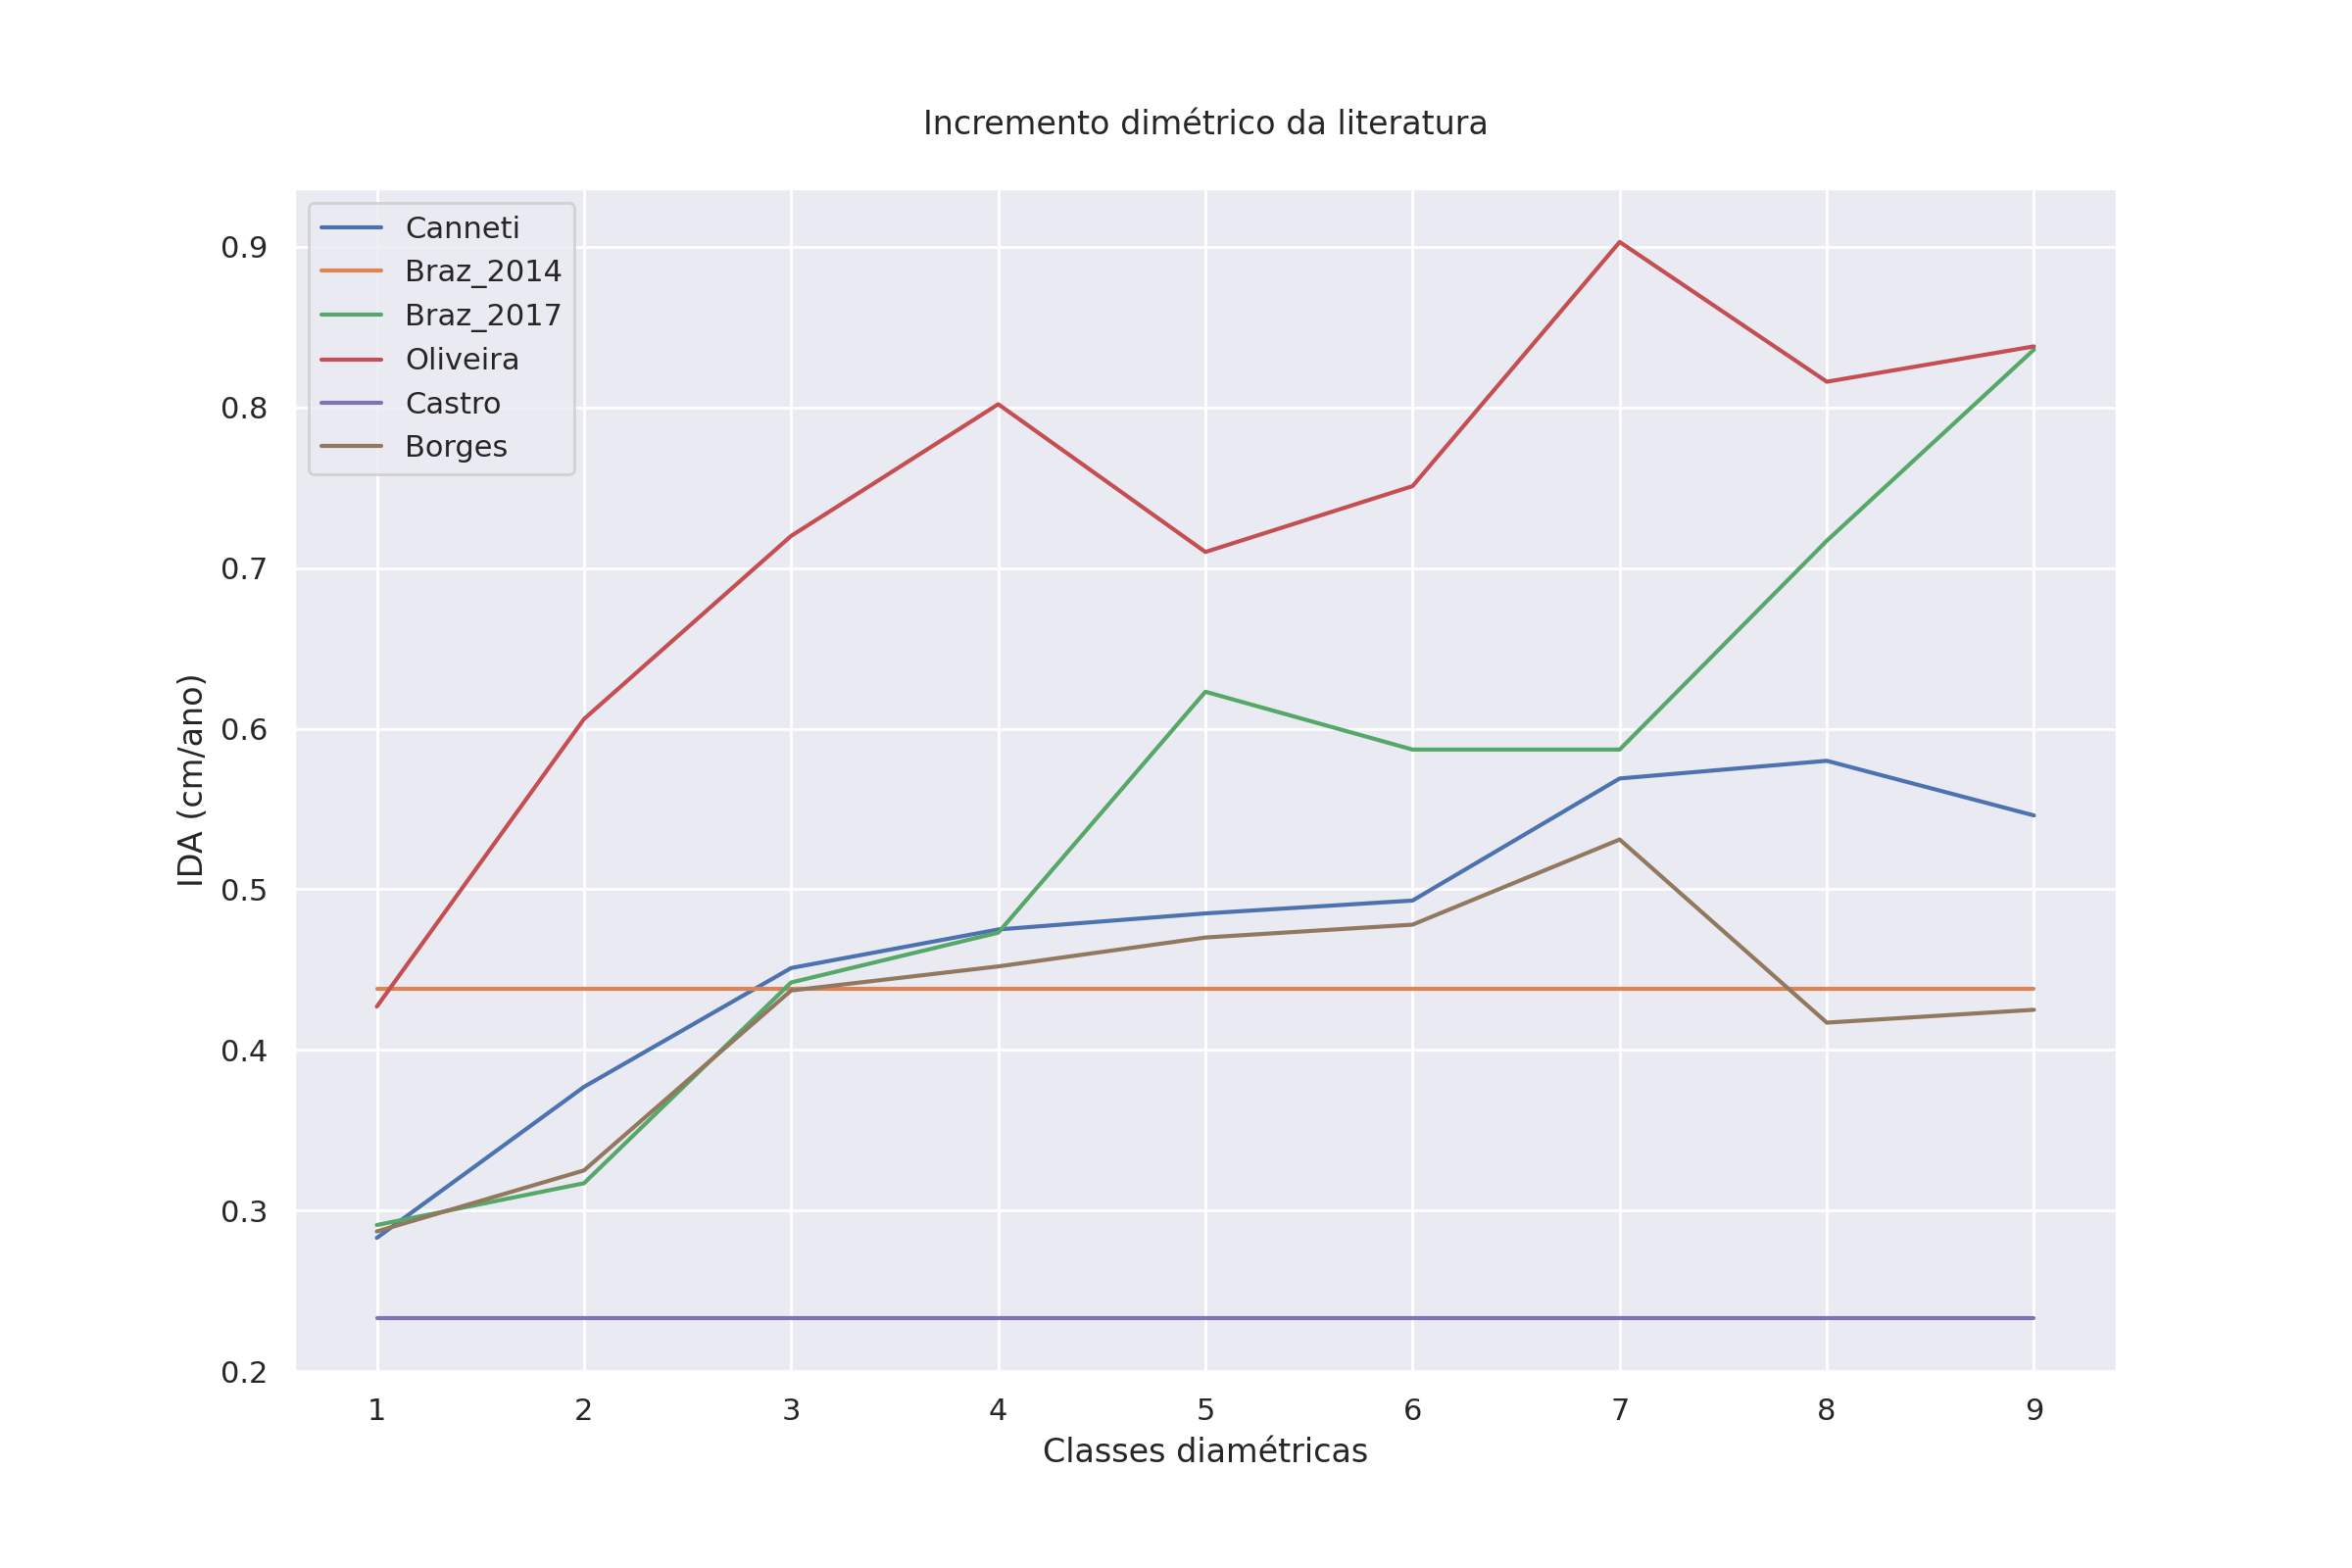 Incremento dimétrico da literatura
Canneti
Braz_2014
Braz_2017
Oliveira
Castro
Borges
0.9
0.8
0.7
0.6
0.5
0.4
0.3
0.2
IDA (cm/ano)
1 2 3 4 5 6 7 8 9
Classes diamétricas